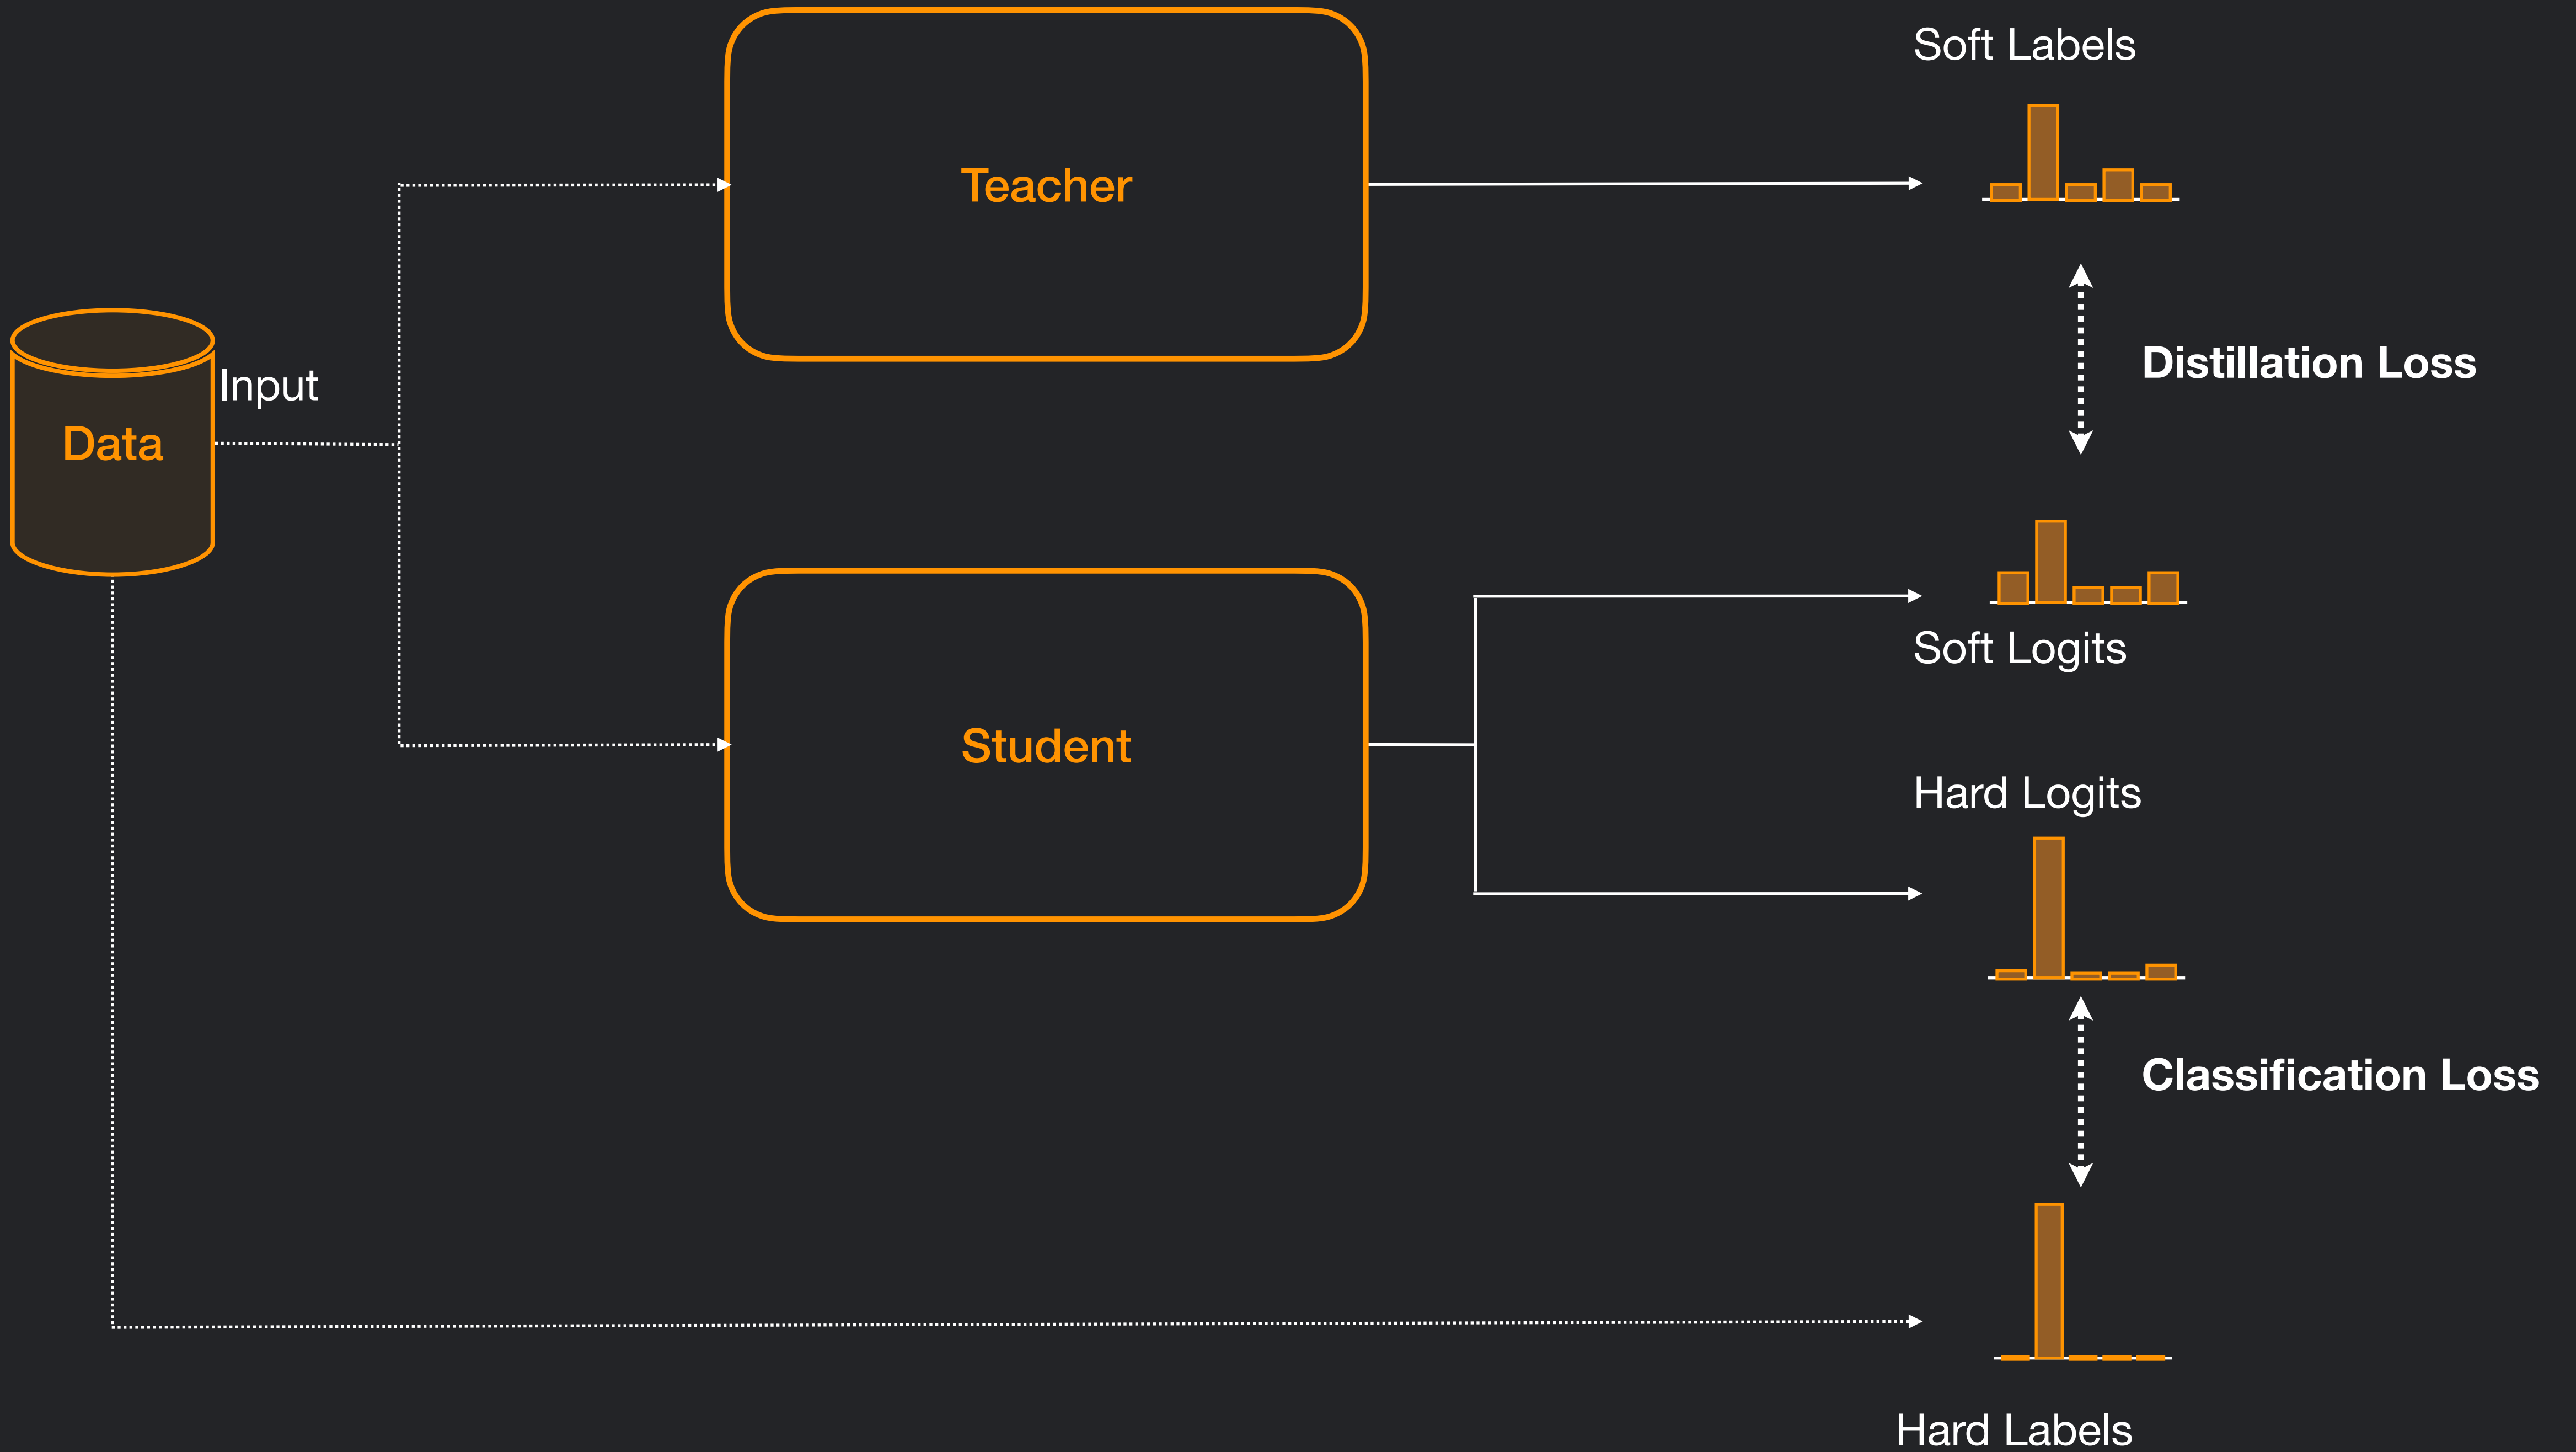 Soft Labels
Teacher
Distillation Loss
Input
Data
Soft Logits
Student
Hard Logits
Classification Loss
Hard Labels